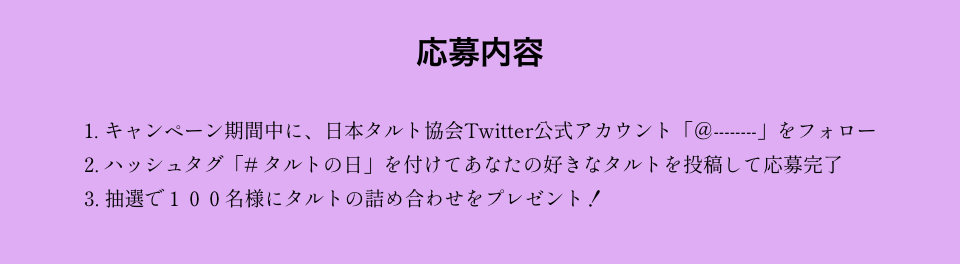 応募内容
1. キャンペーン期間中に、日本タルト協会Twitter公式アカウント「＠--------」をフォロー
2. ハッシュタグ「＃タルトの日」を付けてあなたの好きなタルトを投稿して応募完了
3. 抽選で１００名様にタルトの詰め合わせをプレゼント！